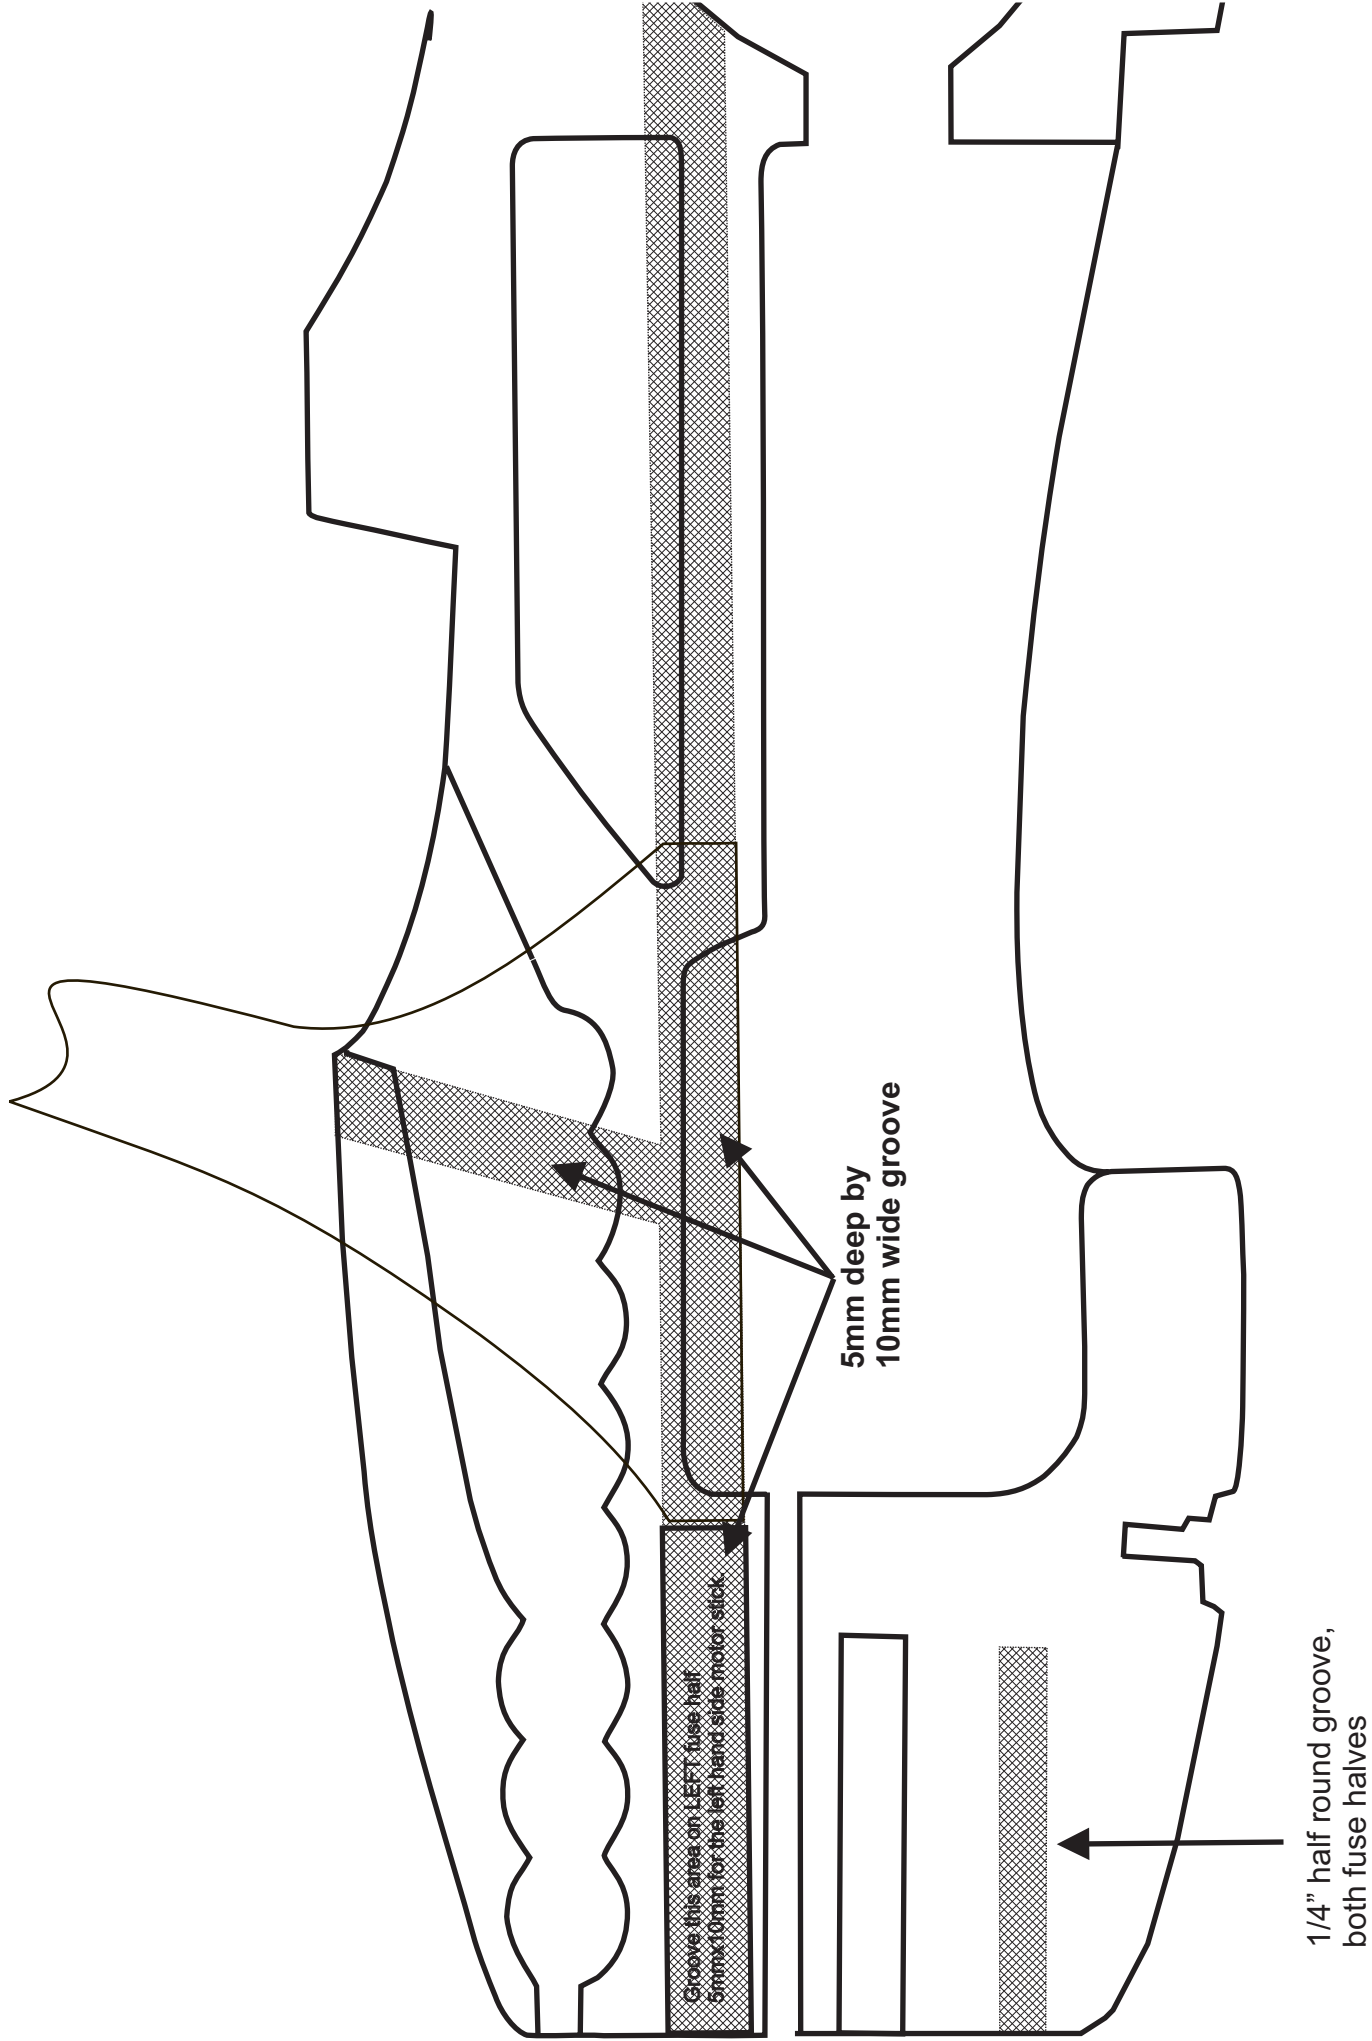 Groove this area on LEFT fuse half
5mmx10mm for the left hand side motor stick.
5mm deep by
10mm wide groove
1/4” half round groove,
both fuse halves